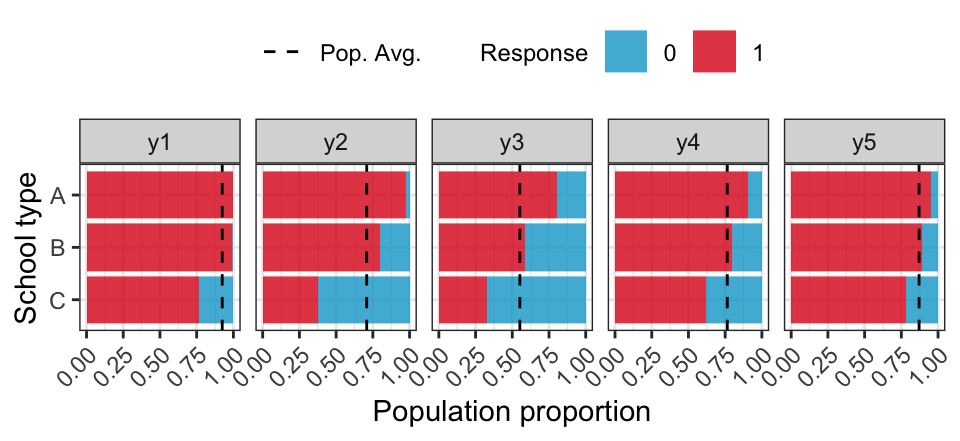 Pop. Avg. Response 0 1
y1 y2 y3 y4 y5
School type
A
B
C
0.00 0.25 0.50 0.75 1.00 0.00 0.25 0.50 0.75 1.00 0.00 0.25 0.50 0.75 1.00 0.00 0.25 0.50 0.75 1.00 0.00 0.25 0.50 0.75 1.00
Population proportion